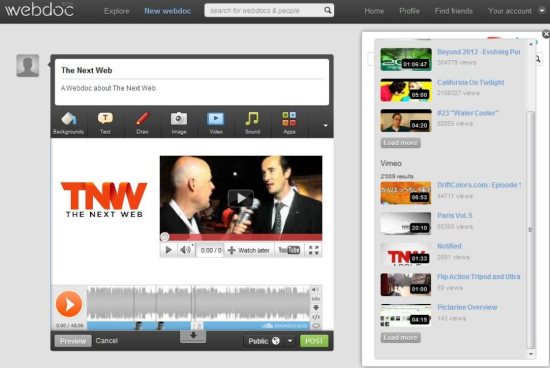 webdoc
Explore
New webdoc
search for webdocs & people
Home
Profile
Find friends
Your account
The Next Web
A Webdoc about The Next Web
Backgrounds
Text
Draw
Image
Video
Sound
Apps
TNW
THE NEXT WEB
0:00 /
Watch later
YouTube
info
0.00 / 48.06
SOUNDCLOUD
Preview
Cancel
Public
POST
01:06:47
Beyond 2012 - Evolving Per
304779 views
05:00
California On Twilight
2109327 views
04:20
#23 "Water Cooler"
62055 views
Load more
Vimeo
2'009 results
06:53
DriftColors.com : Episode 1
44711 views
20:10
Paris Vol. 5
55300 views
TNW
01:33
Notified
2091 views
01:00
Flip Action Tripod and Ultra
59 views
04:15
Pictarine Overview
143 views
Load more